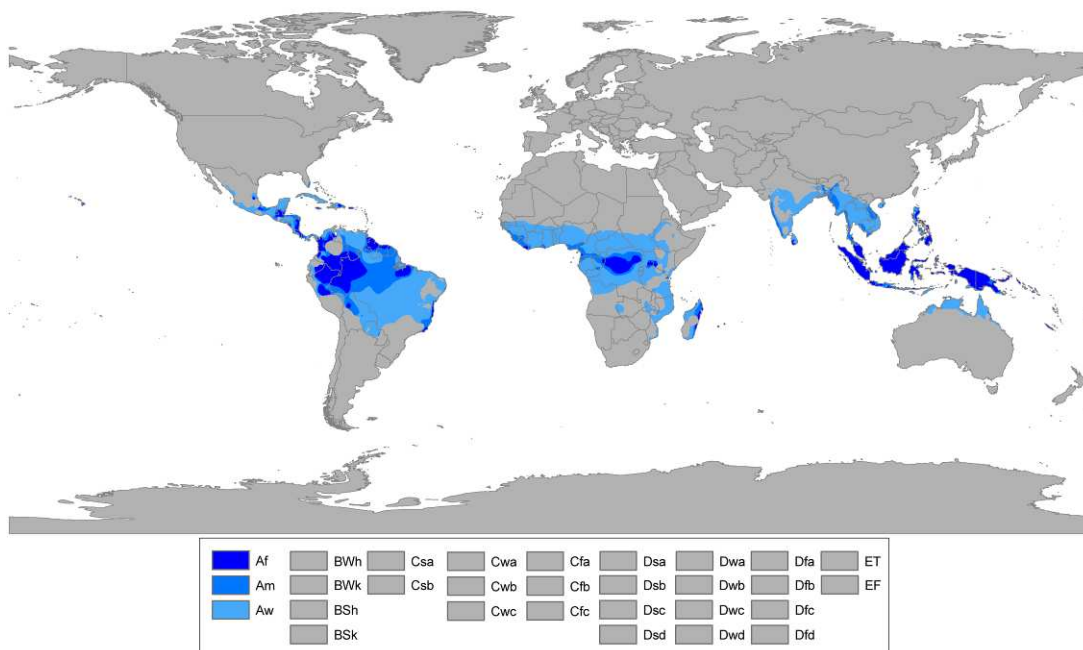 Af BWh Csa Cwa Cfa Dsa Dwa Dfa ET
Am BWk Csb Cwb Cfb Dsb Dwb Dfb EF
Aw BSh Cwc Cfc Dsc Dwc Dfc
BSk Dsd Dwd Dfd